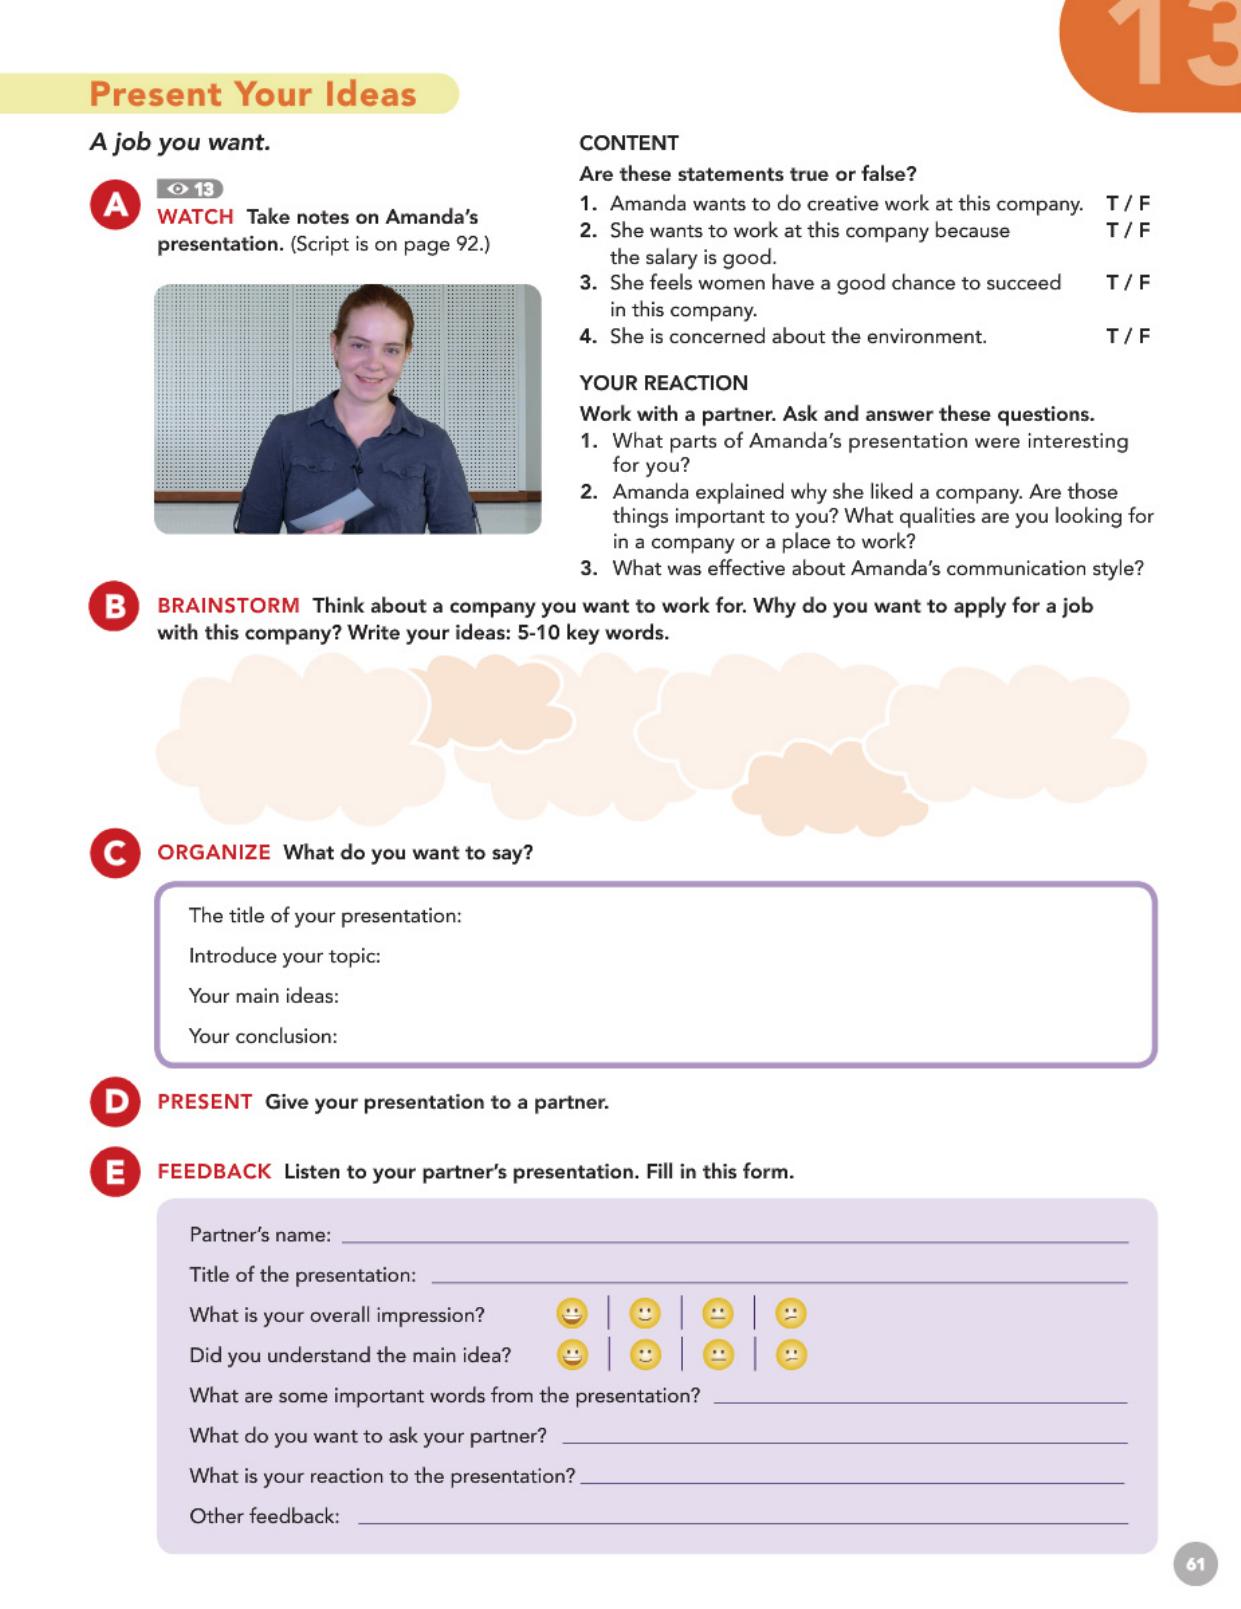 13
Present Your Ideas
A job you want.
A
13
WATCH Take notes on Amanda's
presentation. (Script is on page 92.)
CONTENT
Are these statements true or false?
1. Amanda wants to do creative work at this company. T / F
2. She wants to work at this company because T / F
the salary is good.
3. She feels women have a good chance to succeed T / F
in this company.
4. She is concerned about the environment. T / F
YOUR REACTION
Work with a partner. Ask and answer these questions.
1. What parts of Amanda's presentation were interesting
for you?
2. Amanda explained why she liked a company. Are those
things important to you? What qualities are you looking for
in a company or a place to work?
3. What was effective about Amanda's communication style?
B
BRAINSTORM Think about a company you want to work for. Why do you want to apply for a job
with this company? Write your ideas: 5-10 key words.
C
ORGANIZE What do you want to say?
The title of your presentation:
Introduce your topic:
Your main ideas:
Your conclusion:
D
PRESENT Give your presentation to a partner.
E
FEEDBACK Listen to your partner's presentation. Fill in this form.
Partner's name:
Title of the presentation:
What is your overall impression?
Did you understand the main idea?
What are some important words from the presentation?
What do you want to ask your partner?
What is your reaction to the presentation?
Other feedback:
61